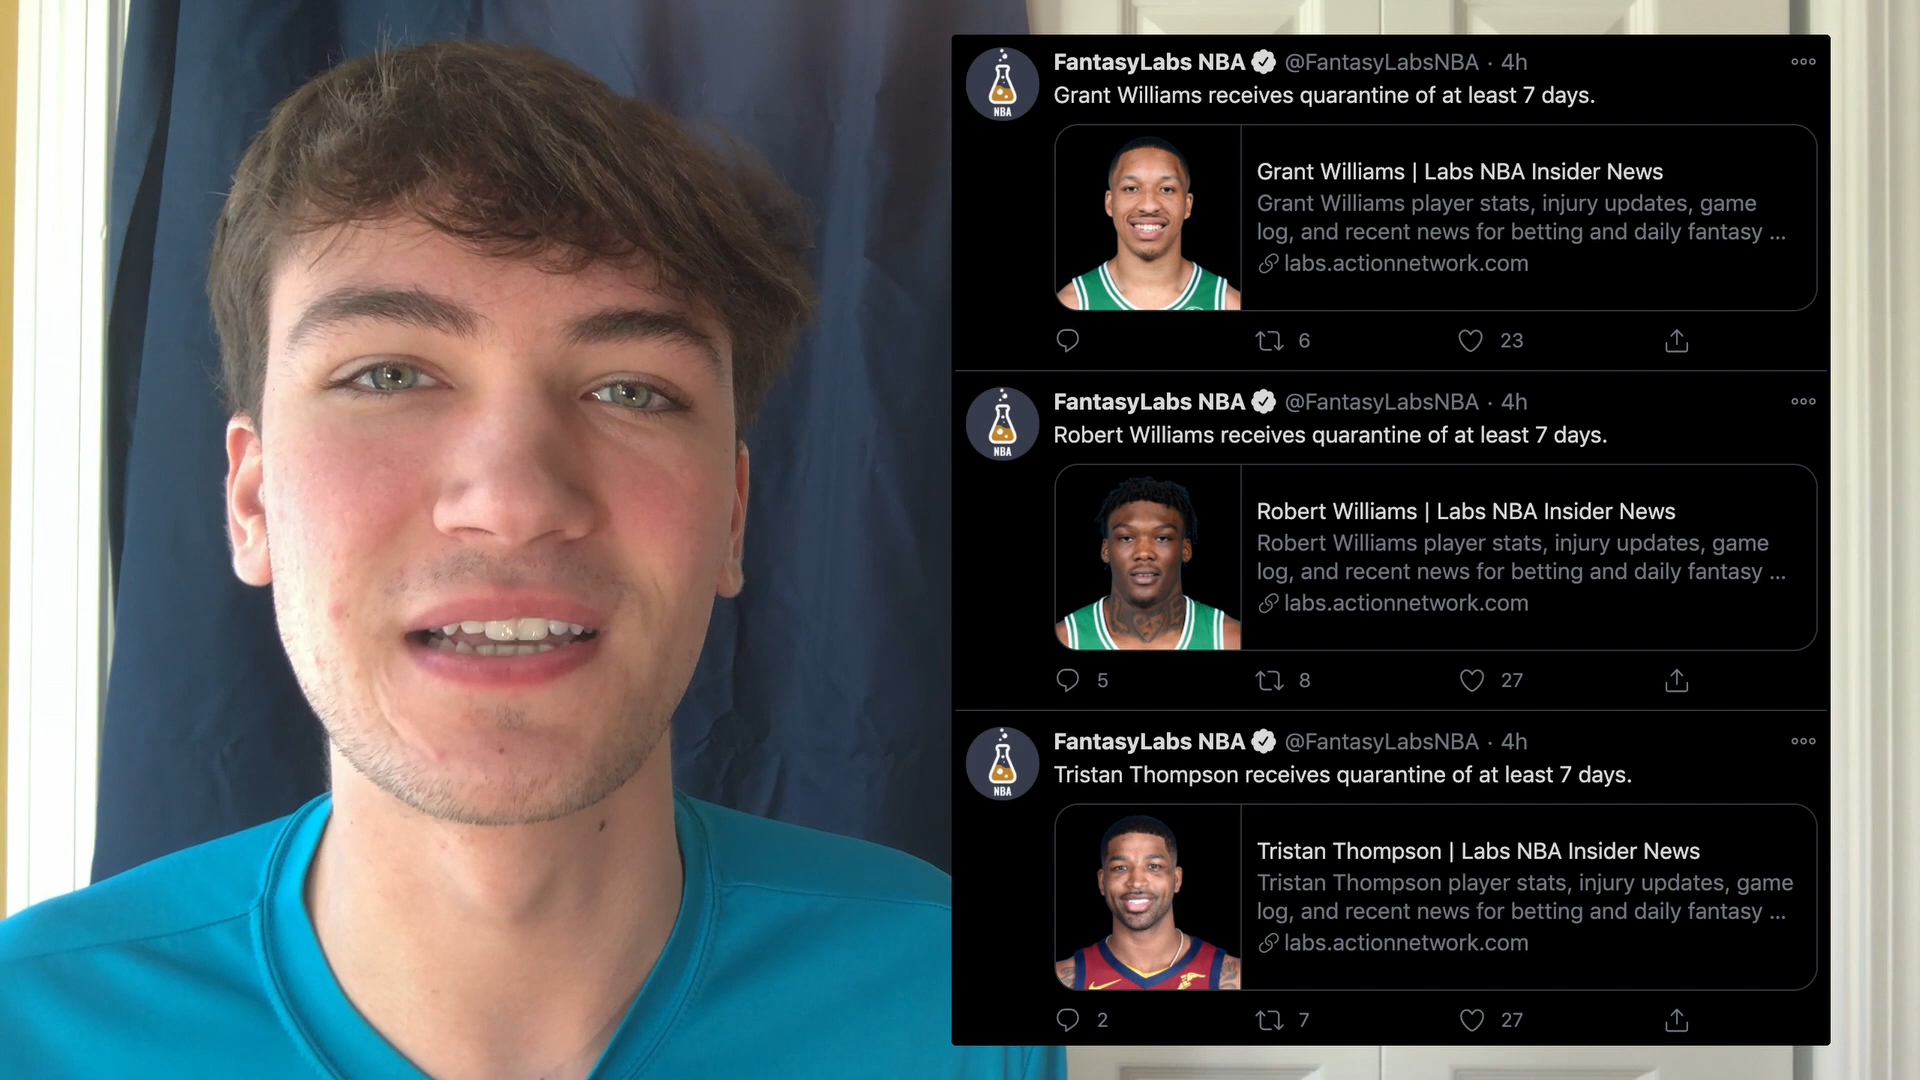 FantasyLabs NBA @FantasyLabsNBA · 4h
Grant Williams receives quarantine of at least 7 days.
NBA
Grant Williams | Labs NBA Insider News
Grant Williams player stats, injury updates, game
log, and recent news for betting and daily fantasy ...
labs.actionnetwork.com
6 23
FantasyLabs NBA @FantasyLabsNBA · 4h
Robert Williams receives quarantine of at least 7 days.
NBA
Robert Williams | Labs NBA Insider News
Robert Williams player stats, injury updates, game
log, and recent news for betting and daily fantasy ...
labs.actionnetwork.com
5 8 27
FantasyLabs NBA @FantasyLabsNBA · 4h
Tristan Thompson receives quarantine of at least 7 days.
NBA
Tristan Thompson | Labs NBA Insider News
Tristan Thompson player stats, injury updates, game
log, and recent news for betting and daily fantasy ...
labs.actionnetwork.com
2 7 27